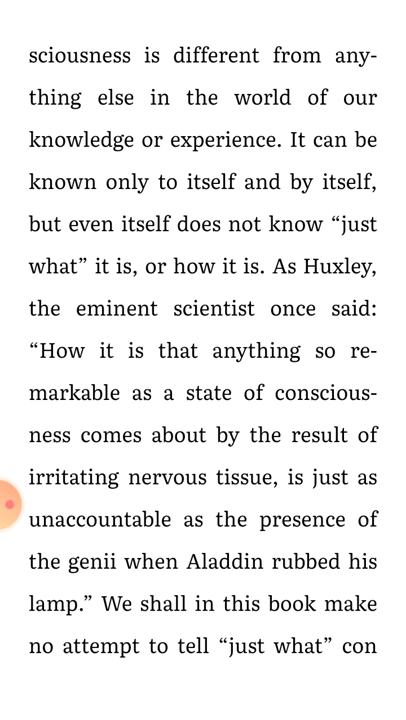 sciousness is different from any-
thing else in the world of our
knowledge or experience. It can be
known only to itself and by itself,
but even itself does not know “just
what” it is, or how it is. As Huxley,
the eminent scientist once said:
“How it is that anything so re-
markable as a state of conscious-
ness comes about by the result of
irritating nervous tissue, is just as
unaccountable as the presence of
the genii when Aladdin rubbed his
lamp.” We shall in this book make
no attempt to tell “just what” con